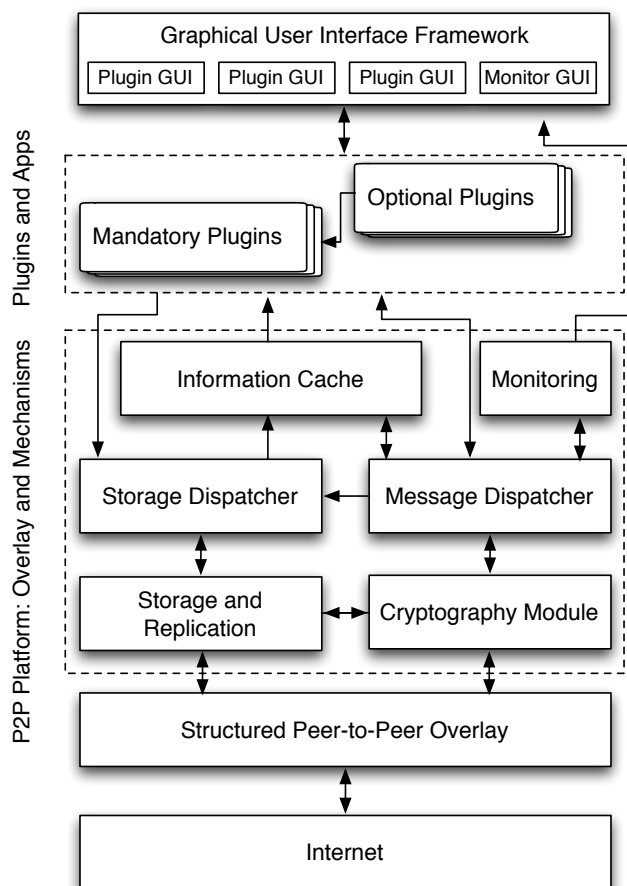 Graphical User Interface Framework
Plugin GUI
Plugin GUI
Plugin GUI
Monitor GUI
Plugins and Apps
Optional Plugins
Mandatory Plugins
P2P Platform: Overlay and Mechanisms
Information Cache
Monitoring
Storage Dispatcher
Message Dispatcher
Storage and
Replication
Cryptography Module
Structured Peer-to-Peer Overlay
Internet